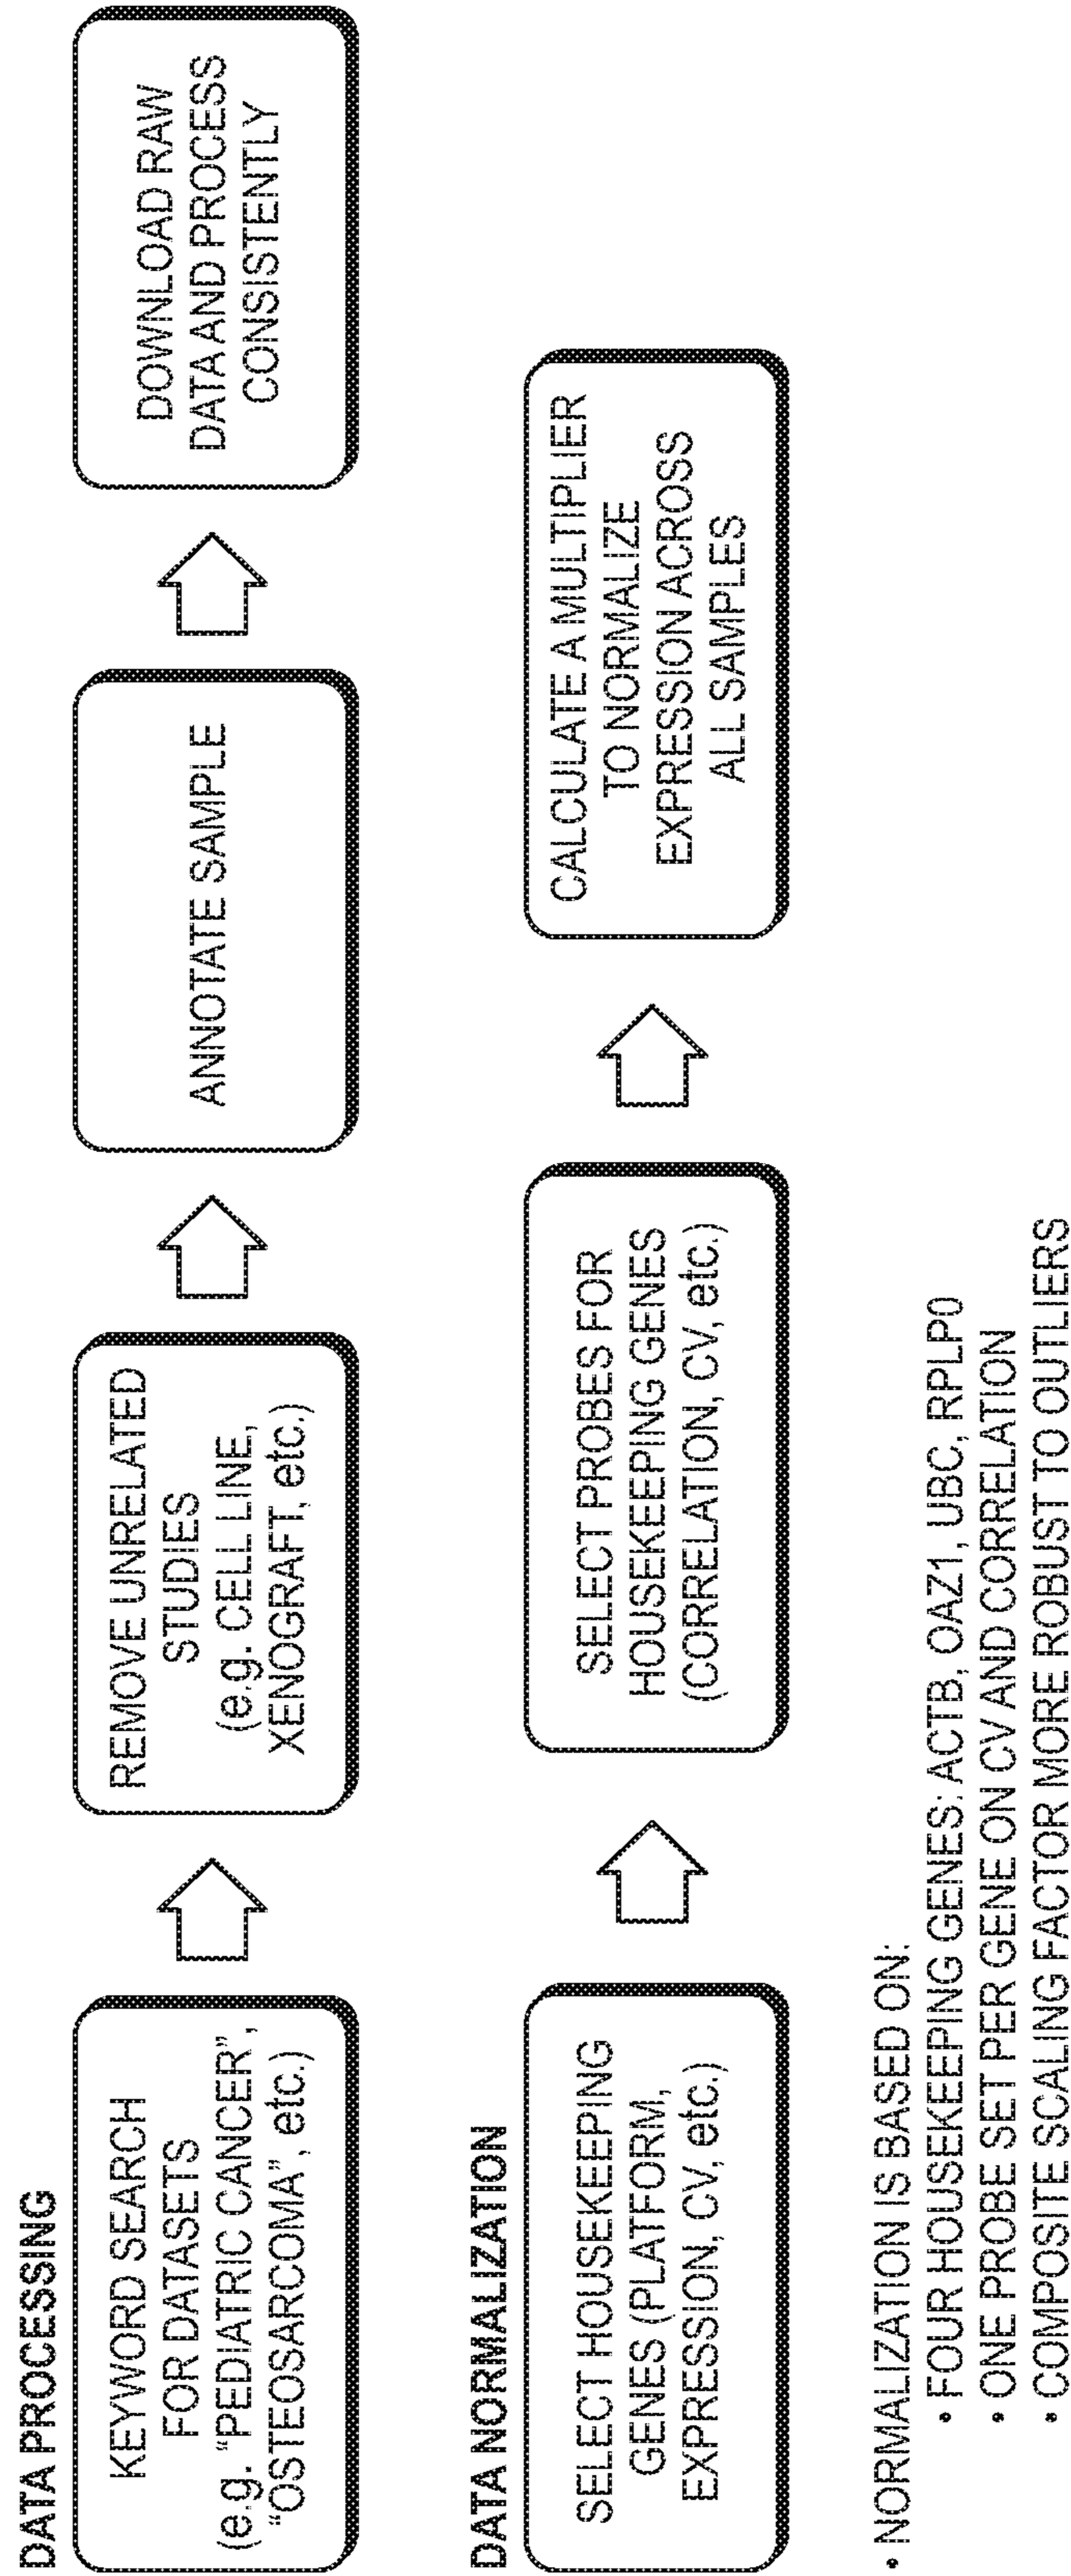 DATA PROCESSING
KEYWORD SEARCH
FOR DATASETS
(e.g. "PEDIATRIC CANCER",
"OSTEOSARCOMA", etc.)
REMOVE UNRELATED
STUDIES
(e.g. CELL LINE,
XENOGRAFT, etc.)
ANNOTATE SAMPLE
DOWNLOAD RAW
DATA AND PROCESS
CONSISTENTLY
DATA NORMALIZATION
SELECT HOUSEKEEPING
GENES (PLATFORM,
EXPRESSION, CV, etc.)
SELECT PROBES FOR
HOUSEKEEPING GENES
(CORRELATION, CV, etc.)
CALCULATE A MULTIPLIER
TO NORMALIZE
EXPRESSION ACROSS
ALL SAMPLES
• NORMALIZATION IS BASED ON:
• FOUR HOUSEKEEPING GENES: ACTB, OAZ1, UBC, RPLP0
• ONE PROBE SET PER GENE ON CV AND CORRELATION
• COMPOSITE SCALING FACTOR MORE ROBUST TO OUTLIERS